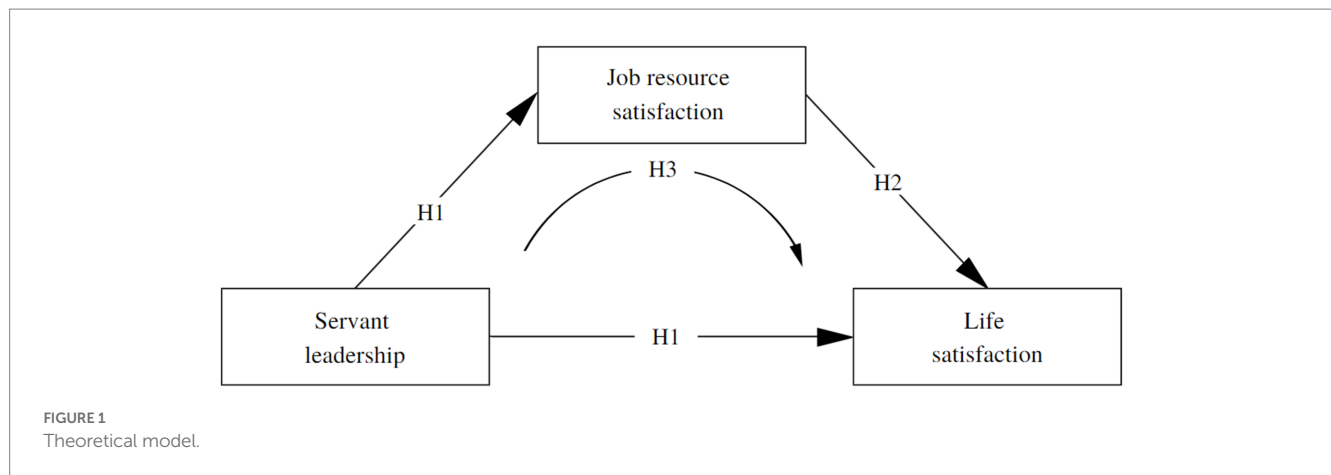 Job resource
satisfaction
H3
H2
H1
Servant
leadership
H1
Life
satisfaction
FIGURE 1
Theoretical model.